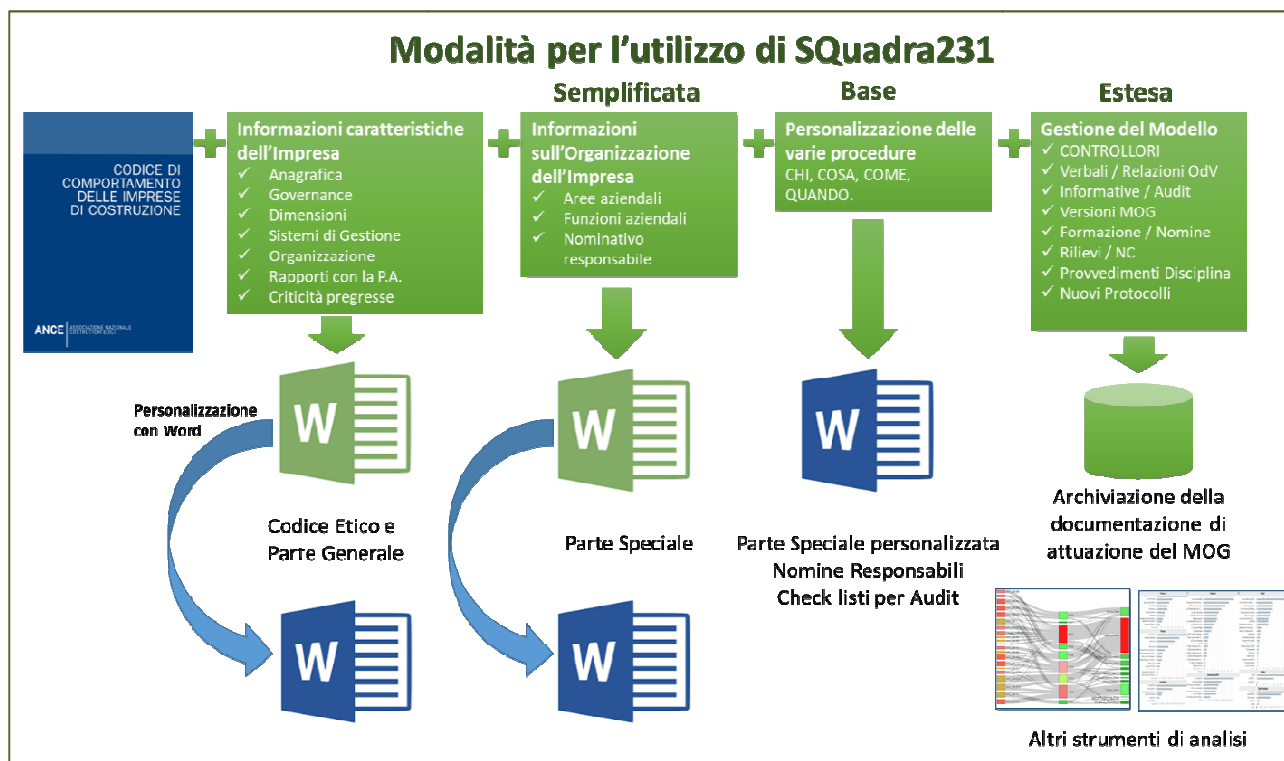 Modalità per l'utilizzo di SQuadra231
Semplificata
Base
Estesa
CODICE DI
COMPORTAMENTO
DELLE IMPRESE
DI COSTRUZIONE
ANCE
ASSOCIAZIONE NAZIONALE
COSTRUTTORI EDILI
Informazioni caratteristiche
dell'Impresa
✓ Anagrafica
✓ Governance
✓ Dimensioni
✓ Sistemi di Gestione
✓ Organizzazione
✓ Rapporti con la P.A.
✓ Criticità pregresse
Informazioni
sull'Organizzazione
dell'Impresa
✓ Aree aziendali
✓ Funzioni aziendali
✓ Nominativo
responsabile
Personalizzazione delle
varie procedure
CHI, COSA, COME,
QUANDO.
Gestione del Modello
✓ CONTROLLORI
✓ Verbali / Relazioni OdV
✓ Informative / Audit
✓ Versioni MOG
✓ Formazione / Nomine
✓ Rilievi / NC
✓ Provvedimenti Disciplina
✓ Nuovi Protocolli
Personalizzazione
con Word
W
W
W
Codice Etico e
Parte Generale
Parte Speciale
Parte Speciale personalizzata
Nomine Responsabili
Check listi per Audit
Archiviazione della
documentazione di
attuazione del MOG
W
W
Altri strumenti di analisi